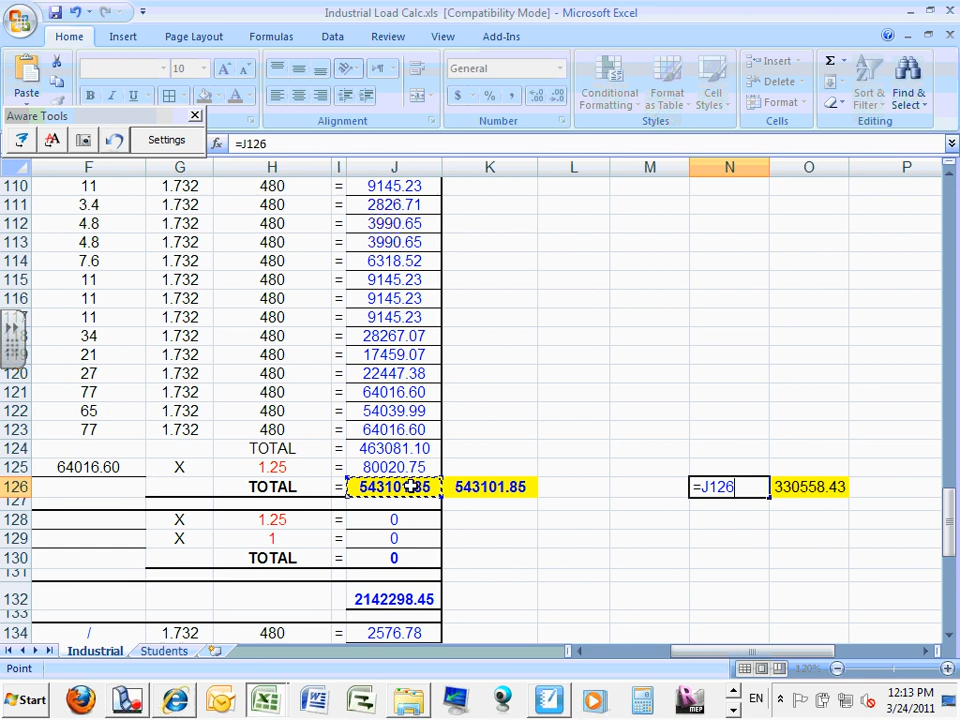 Industrial Load Calc.xls [Compatibility Mode] - Microsoft Excel
Home Insert Page Layout Formulas Data Review View Add-Ins
Paste 10 A A General Conditional Formatting Format as Table Cell Styles Insert Delete Format Σ Sort & Filter Find & Select
B I U A $ % , .0 .00 .00 .0
Alignment Number Styles Cells Editing
Aware Tools
Settings
fx =J126
F G H I J K L M N O P
110 11 1.732 480 = 9145.23
111 3.4 1.732 480 = 2826.71
112 4.8 1.732 480 = 3990.65
113 4.8 1.732 480 = 3990.65
114 7.6 1.732 480 = 6318.52
115 11 1.732 480 = 9145.23
116 11 1.732 480 = 9145.23
11 1.732 480 = 9145.23
34 1.732 480 = 28267.07
21 1.732 480 = 17459.07
120 27 1.732 480 = 22447.38
121 77 1.732 480 = 64016.60
122 65 1.732 480 = 54039.99
123 77 1.732 480 = 64016.60
124 TOTAL = 463081.10
125 64016.60 X 1.25 = 80020.75
126 TOTAL = 543101.85 543101.85 =J126 330558.43
127
128 X 1.25 = 0
129 X 1 = 0
130 TOTAL = 0
131
132 2142298.45
133
134 / 1.732 480 = 2576.78
Industrial Students
Point 120%
Start EN 12:13 PM
3/24/2011